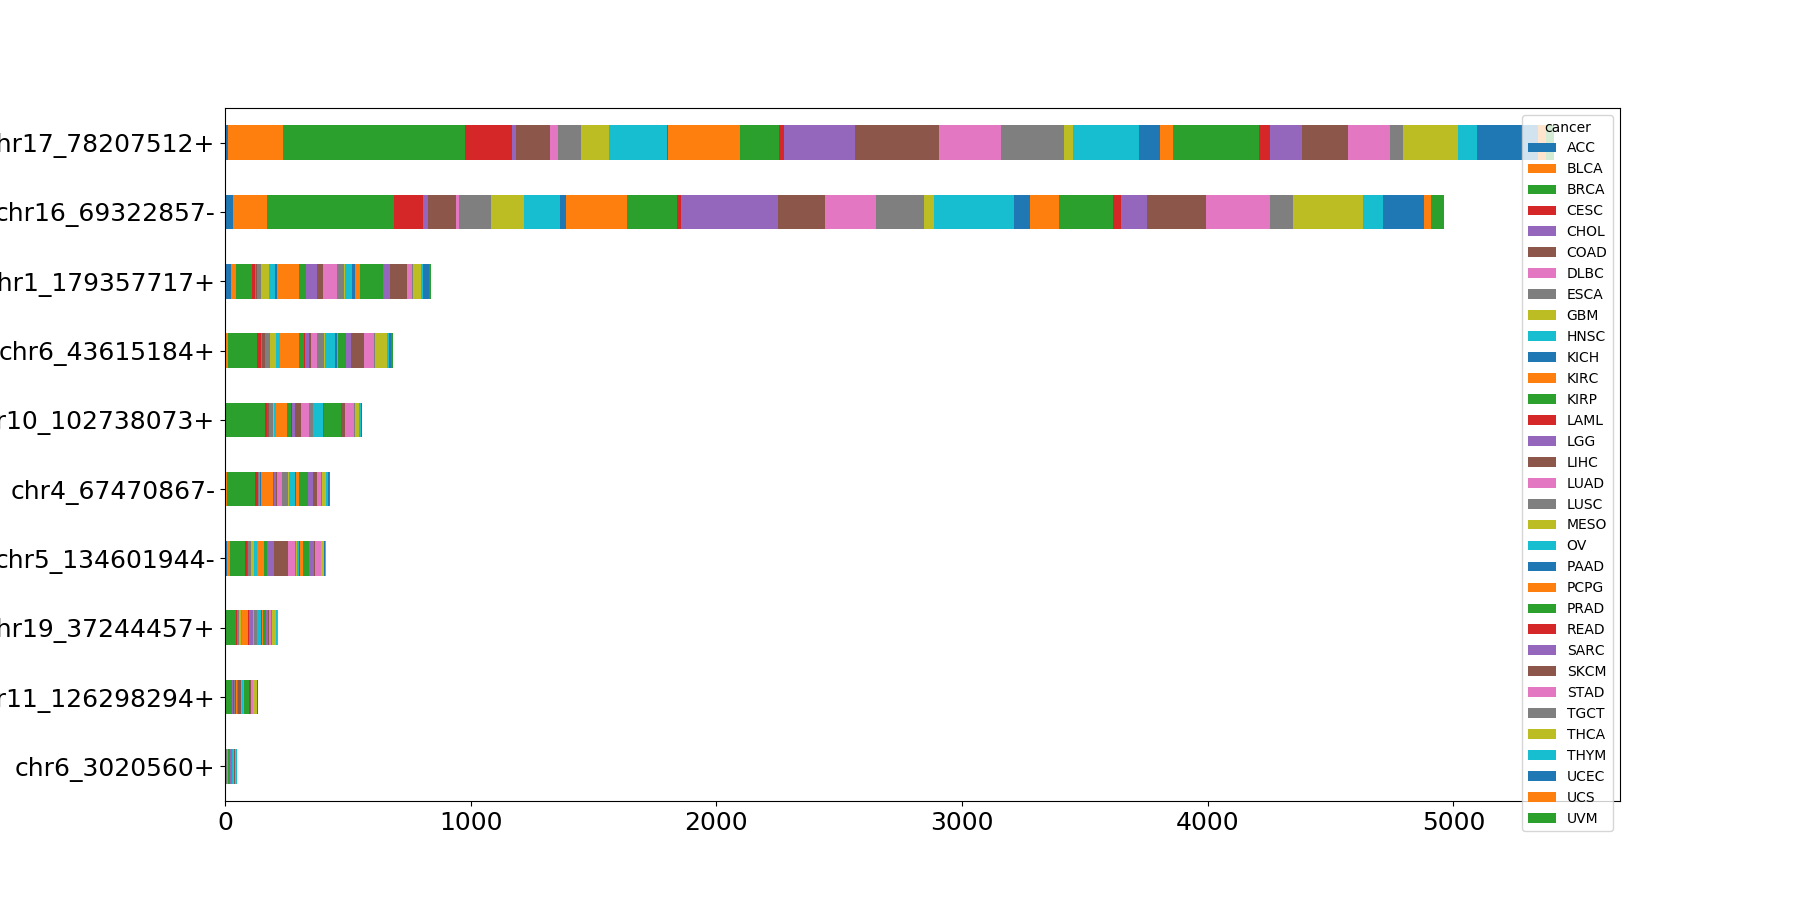 hr17_78207512+
chr16_69322857-
hr1_179357717+
chr6_43615184+
r10_102738073+
chr4_67470867-
chr5_134601944-
hr19_37244457+
r11_126298294+
chr6_3020560+
0 1000 2000 3000 4000 5000
cancer
ACC
BLCA
BRCA
CESC
CHOL
COAD
DLBC
ESCA
GBM
HNSC
KICH
KIRC
KIRP
LAML
LGG
LIHC
LUAD
LUSC
MESO
OV
PAAD
PCPG
PRAD
READ
SARC
SKCM
STAD
TGCT
THCA
THYM
UCEC
UCS
UVM